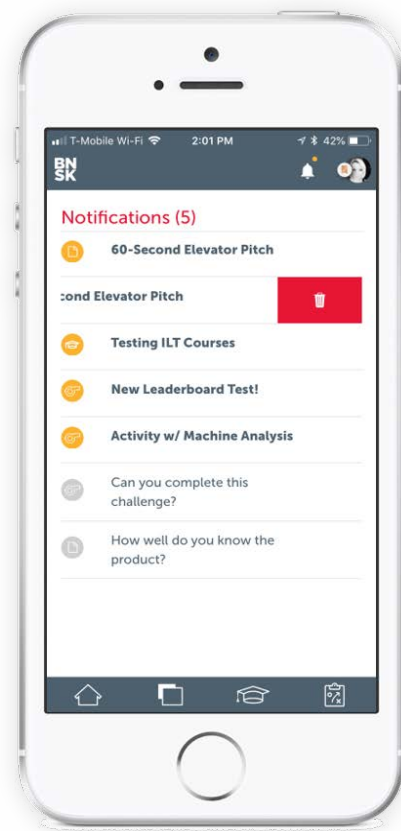 T-Mobile Wi-Fi 2:01 PM 42%
BN
SK
Notifications (5)
60-Second Elevator Pitch
cond Elevator Pitch
Testing ILT Courses
New Leaderboard Test!
Activity w/ Machine Analysis
Can you complete this
challenge?
How well do you know the
product?